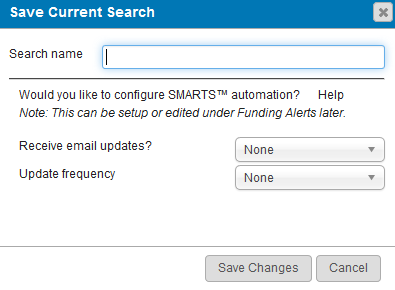 Save Current Search
Search name
Would you like to configure SMARTS™ automation? Help
Note: This can be setup or edited under Funding Alerts later.
Receive email updates? None
Update frequency None
Save Changes Cancel